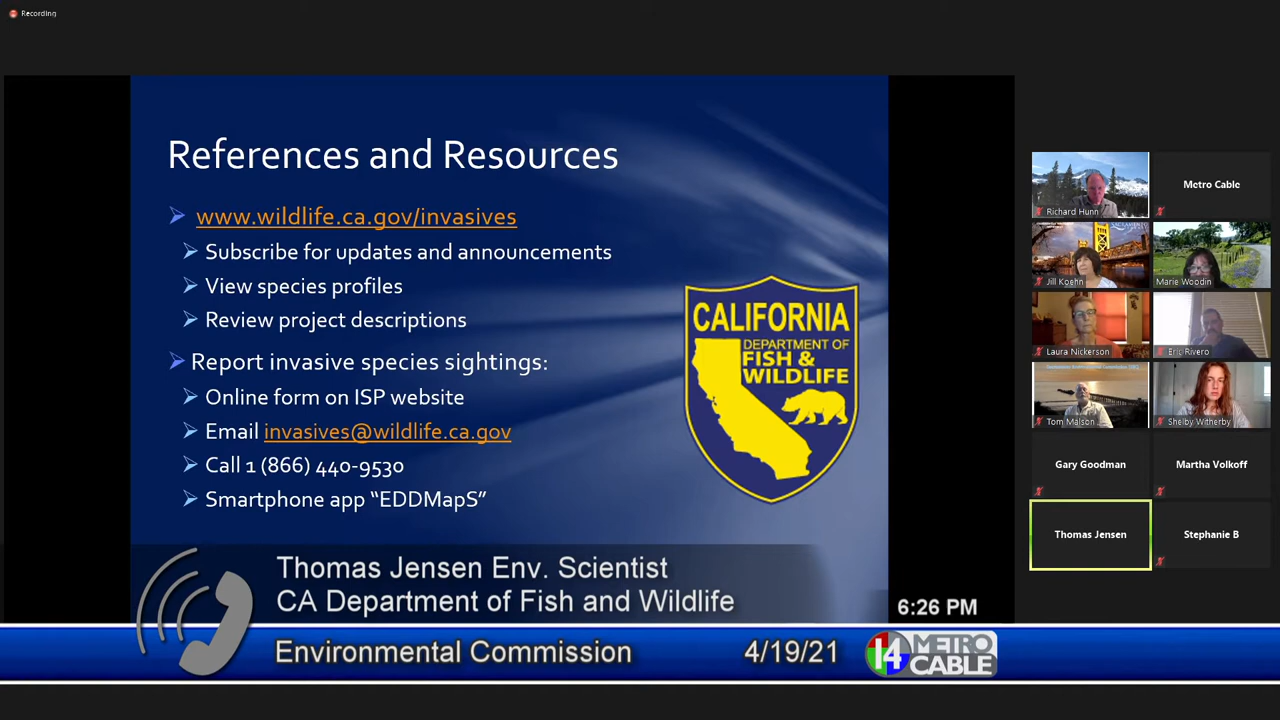 Recording
References and Resources
www.wildlife.ca.gov/invasives
Subscribe for updates and announcements
View species profiles
Review project descriptions
Report invasive species sightings:
Online form on ISP website
Email invasives@wildlife.ca.gov
Call 1 (866) 440-9530
Smartphone app “EDDMapS”
CALIFORNIA
DEPARTMENT OF
FISH &
WILDLIFE
Thomas Jensen Env. Scientist
CA Department of Fish and Wildlife
6:26 PM
Environmental Commission
4/19/21
14 METRO
CABLE
Richard Hunn
Metro Cable
Jill Koehn
Marie Woodin
Laura Nickerson
Eric Rivero
Tom Malson
Shelby Witherby
Gary Goodman
Martha Volkoff
Thomas Jensen
Stephanie B